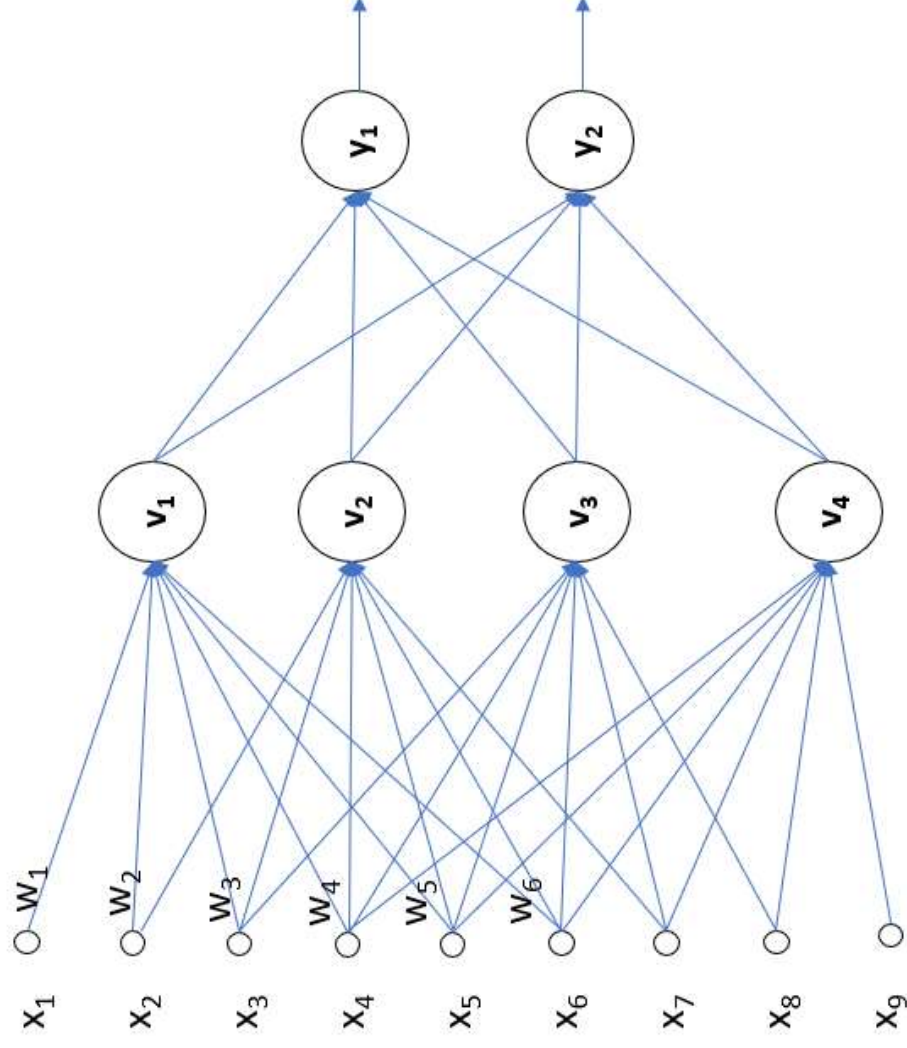 x₁
x₂
x₃
x₄
x₅
x₆
x₇
x₈
x₉
w₁
w₂
w₃
w₄
w₅
w₆
v₁
v₂
v₃
v₄
y₁
y₂